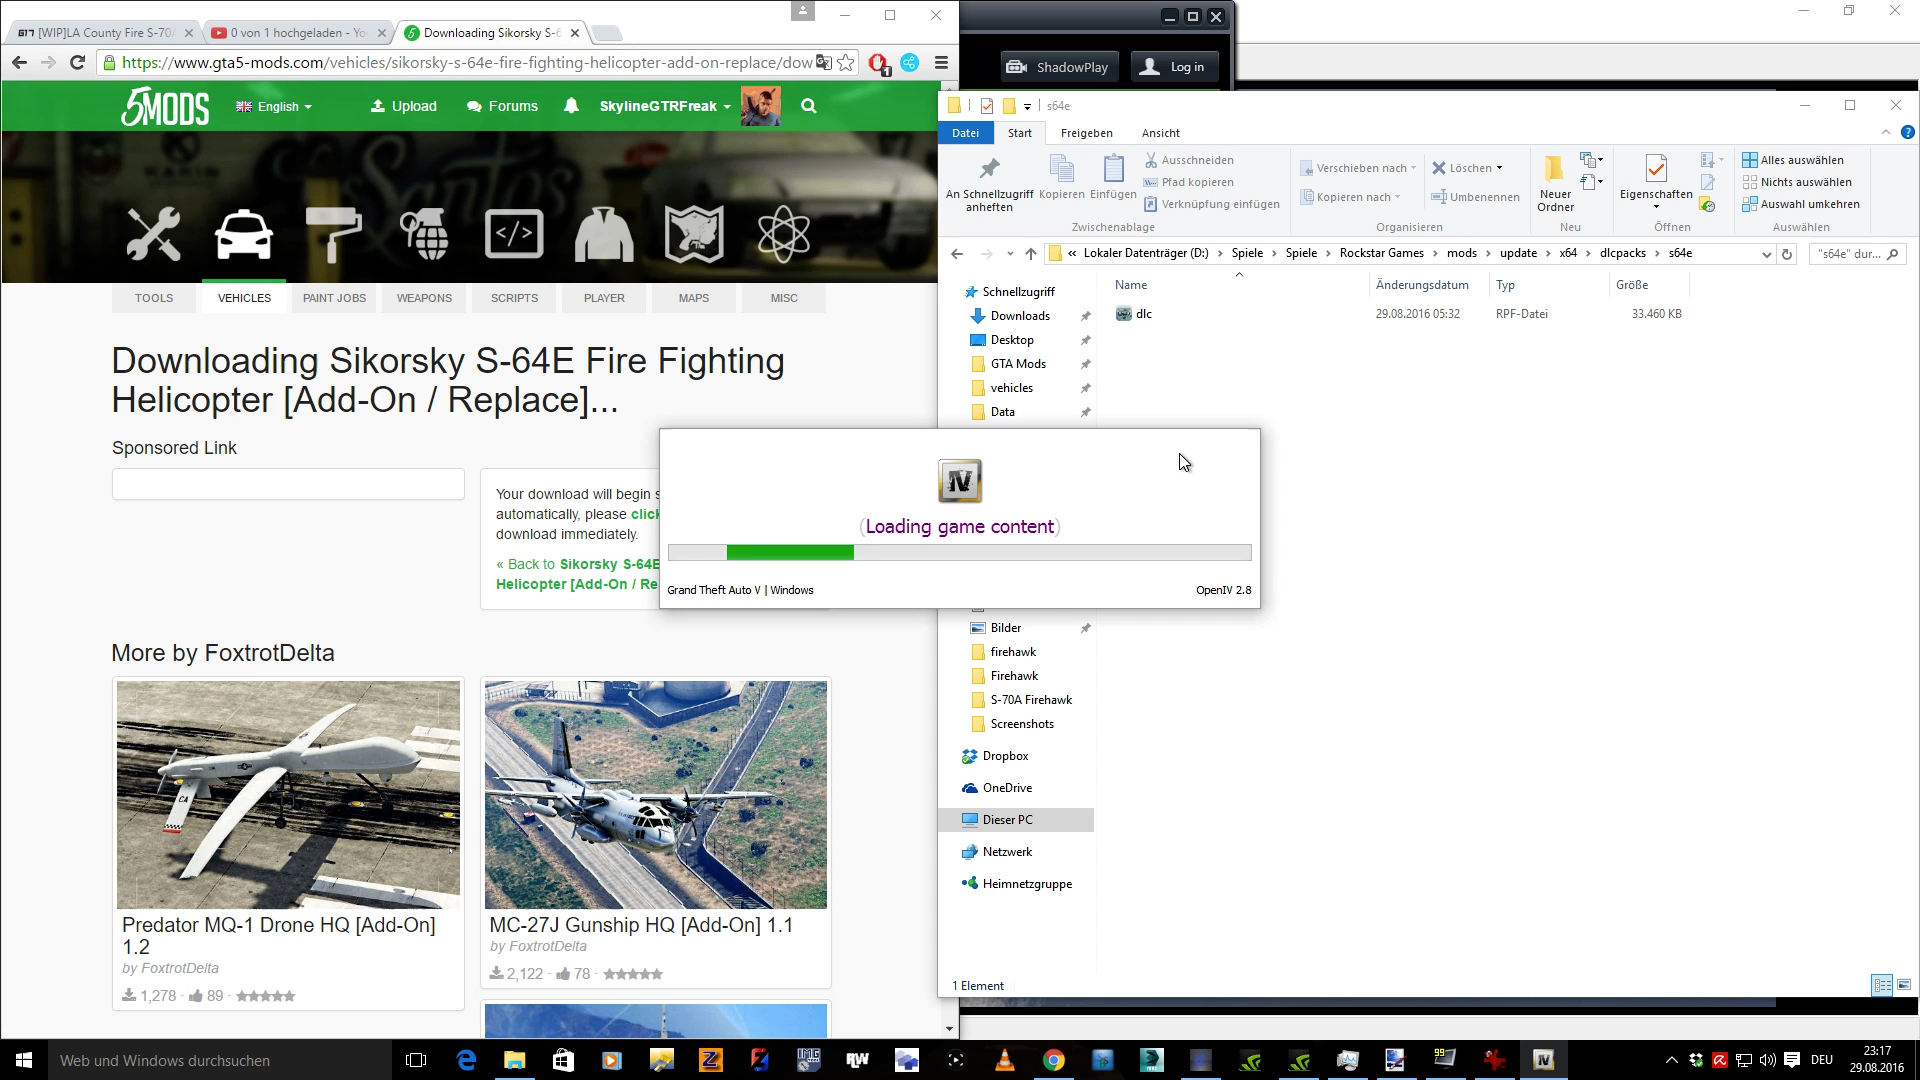 [WIP]LA County Fire S-70/
0 von 1 hochgeladen - Yo
Downloading Sikorsky S-6
https://www.gta5-mods.com/vehicles/sikorsky-s-64e-fire-fighting-helicopter-add-on-replace/dow
ShadowPlay
Log in
5MODS
English
Upload
Forums
SkylineGTRFreak
TOOLS
VEHICLES
PAINT JOBS
WEAPONS
SCRIPTS
PLAYER
MAPS
MISC
Downloading Sikorsky S-64E Fire Fighting
Helicopter [Add-On / Replace]...
Sponsored Link
Your download will begin s
automatically, please click
download immediately.
« Back to Sikorsky S-64E
Helicopter [Add-On / Re
More by FoxtrotDelta
CA
Predator MQ-1 Drone HQ [Add-On]
1.2
by FoxtrotDelta
1,278 · 89 ·
MC-27J Gunship HQ [Add-On] 1.1
by FoxtrotDelta
2,122 · 78 ·
s64e
Datei
Start
Freigeben
Ansicht
An Schnellzugriff
anheften
Kopieren
Einfügen
Ausschneiden
Pfad kopieren
Verknüpfung einfügen
Zwischenablage
Verschieben nach
Kopieren nach
Löschen
Umbenennen
Organisieren
Neuer
Ordner
Neu
Eigenschaften
Öffnen
Alles auswählen
Nichts auswählen
Auswahl umkehren
Auswählen
« Lokaler Datenträger (D:) › Spiele › Spiele › Rockstar Games › mods › update › x64 › dlcpacks › s64e
"s64e" dur...
Name
Änderungsdatum
Typ
Größe
dlc
29.08.2016 05:32
RPF-Datei
33.460 KB
Schnellzugriff
Downloads
Desktop
GTA Mods
vehicles
Data
Bilder
firehawk
Firehawk
S-70A Firehawk
Screenshots
Dropbox
OneDrive
Dieser PC
Netzwerk
Heimnetzgruppe
1 Element
IV
(Loading game content)
Grand Theft Auto V | Windows
OpenIV 2.8
Web und Windows durchsuchen
RW
99
IV
DEU
23:17
29.08.2016